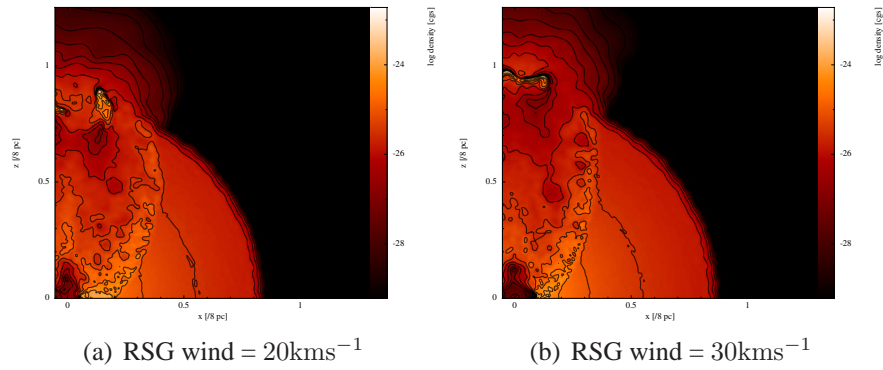 log density [cgs]
-24
-26
-28
z [/8 pc]
1
0.5
0
0
0.5
1
x [/8 pc]
(a) RSG wind = 20kms⁻¹
log density [cgs]
-24
-26
-28
z [/8 pc]
1
0.5
0
0
0.5
1
x [/8 pc]
(b) RSG wind = 30kms⁻¹